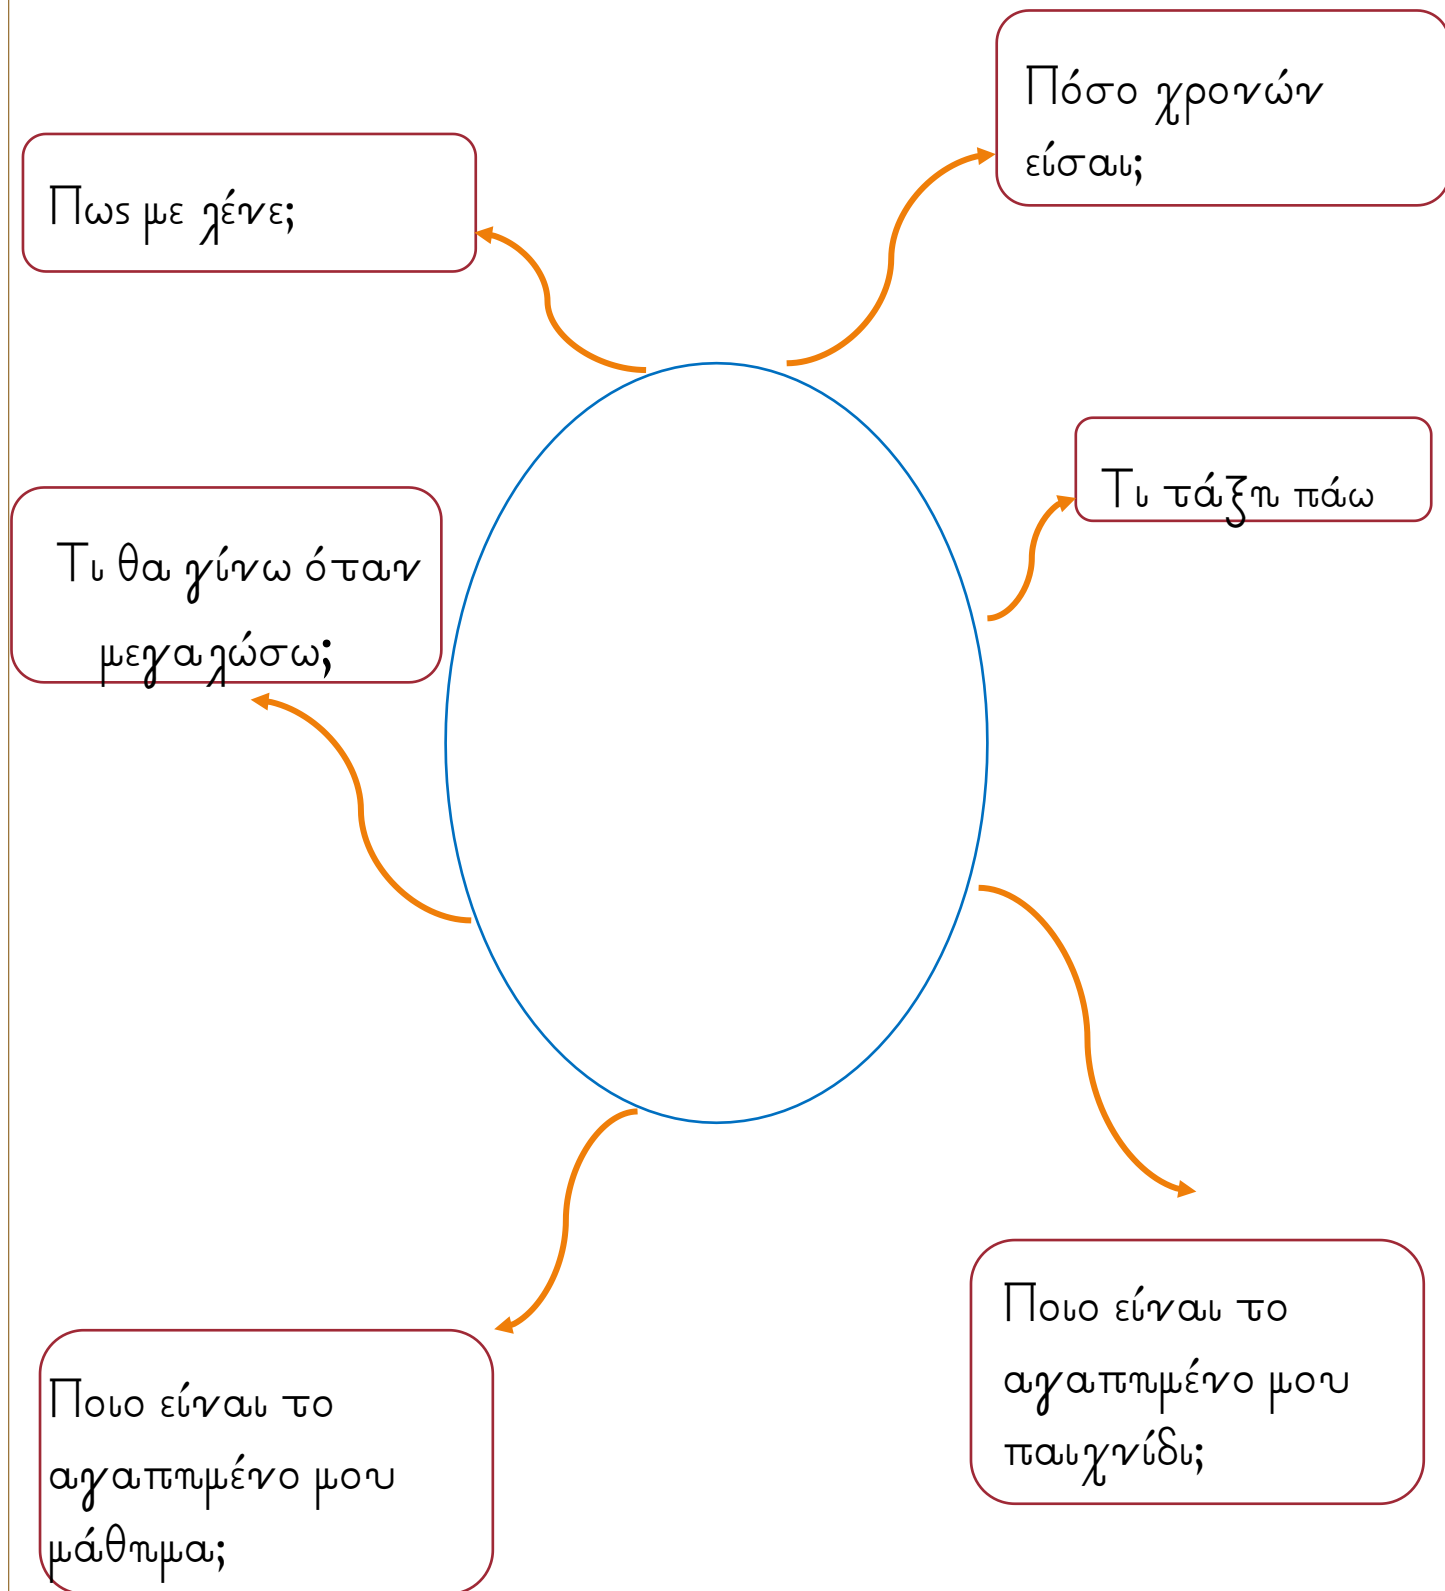 Πόσο χρονών
είσαι;
Πως με λένε;
Τι τάξη πάω
Τι θα γίνω όταν
μεγαλώσω;
Ποιο είναι το
αγαπημένο μου
παιχνίδι;
Ποιο είναι το
αγαπημένο μου
μάθημα;